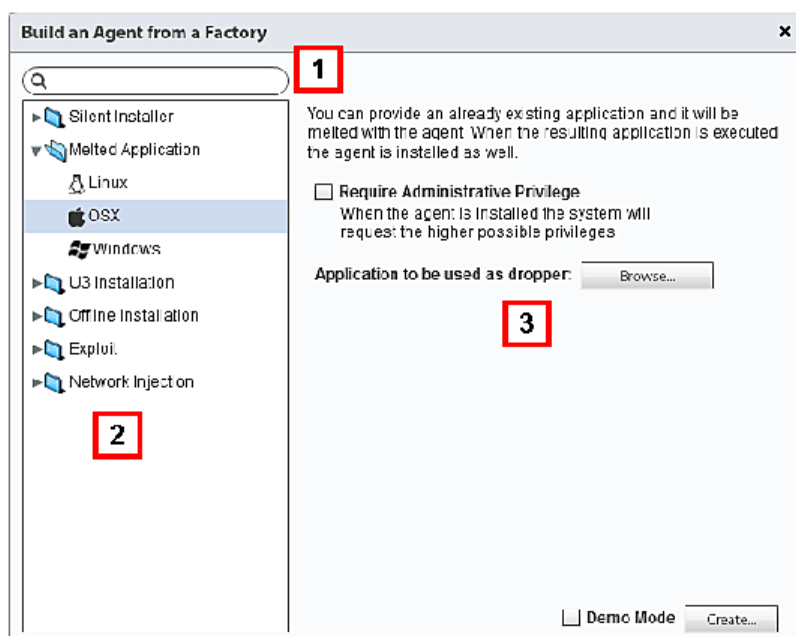 Build an Agent from a Factory
1
Silent Installer
Melted Application
Linux
OSX
Windows
U3 Installation
Offline Installation
Exploit
Network Injection
2
You can provide an already existing application and it will be
melted with the agent. When the resulting application is executed
the agent is installed as well.
Require Administrative Privilege
When the agent is installed the system will
request the higher possible privileges
Application to be used as dropper: Browse...
3
Demo Mode Create...